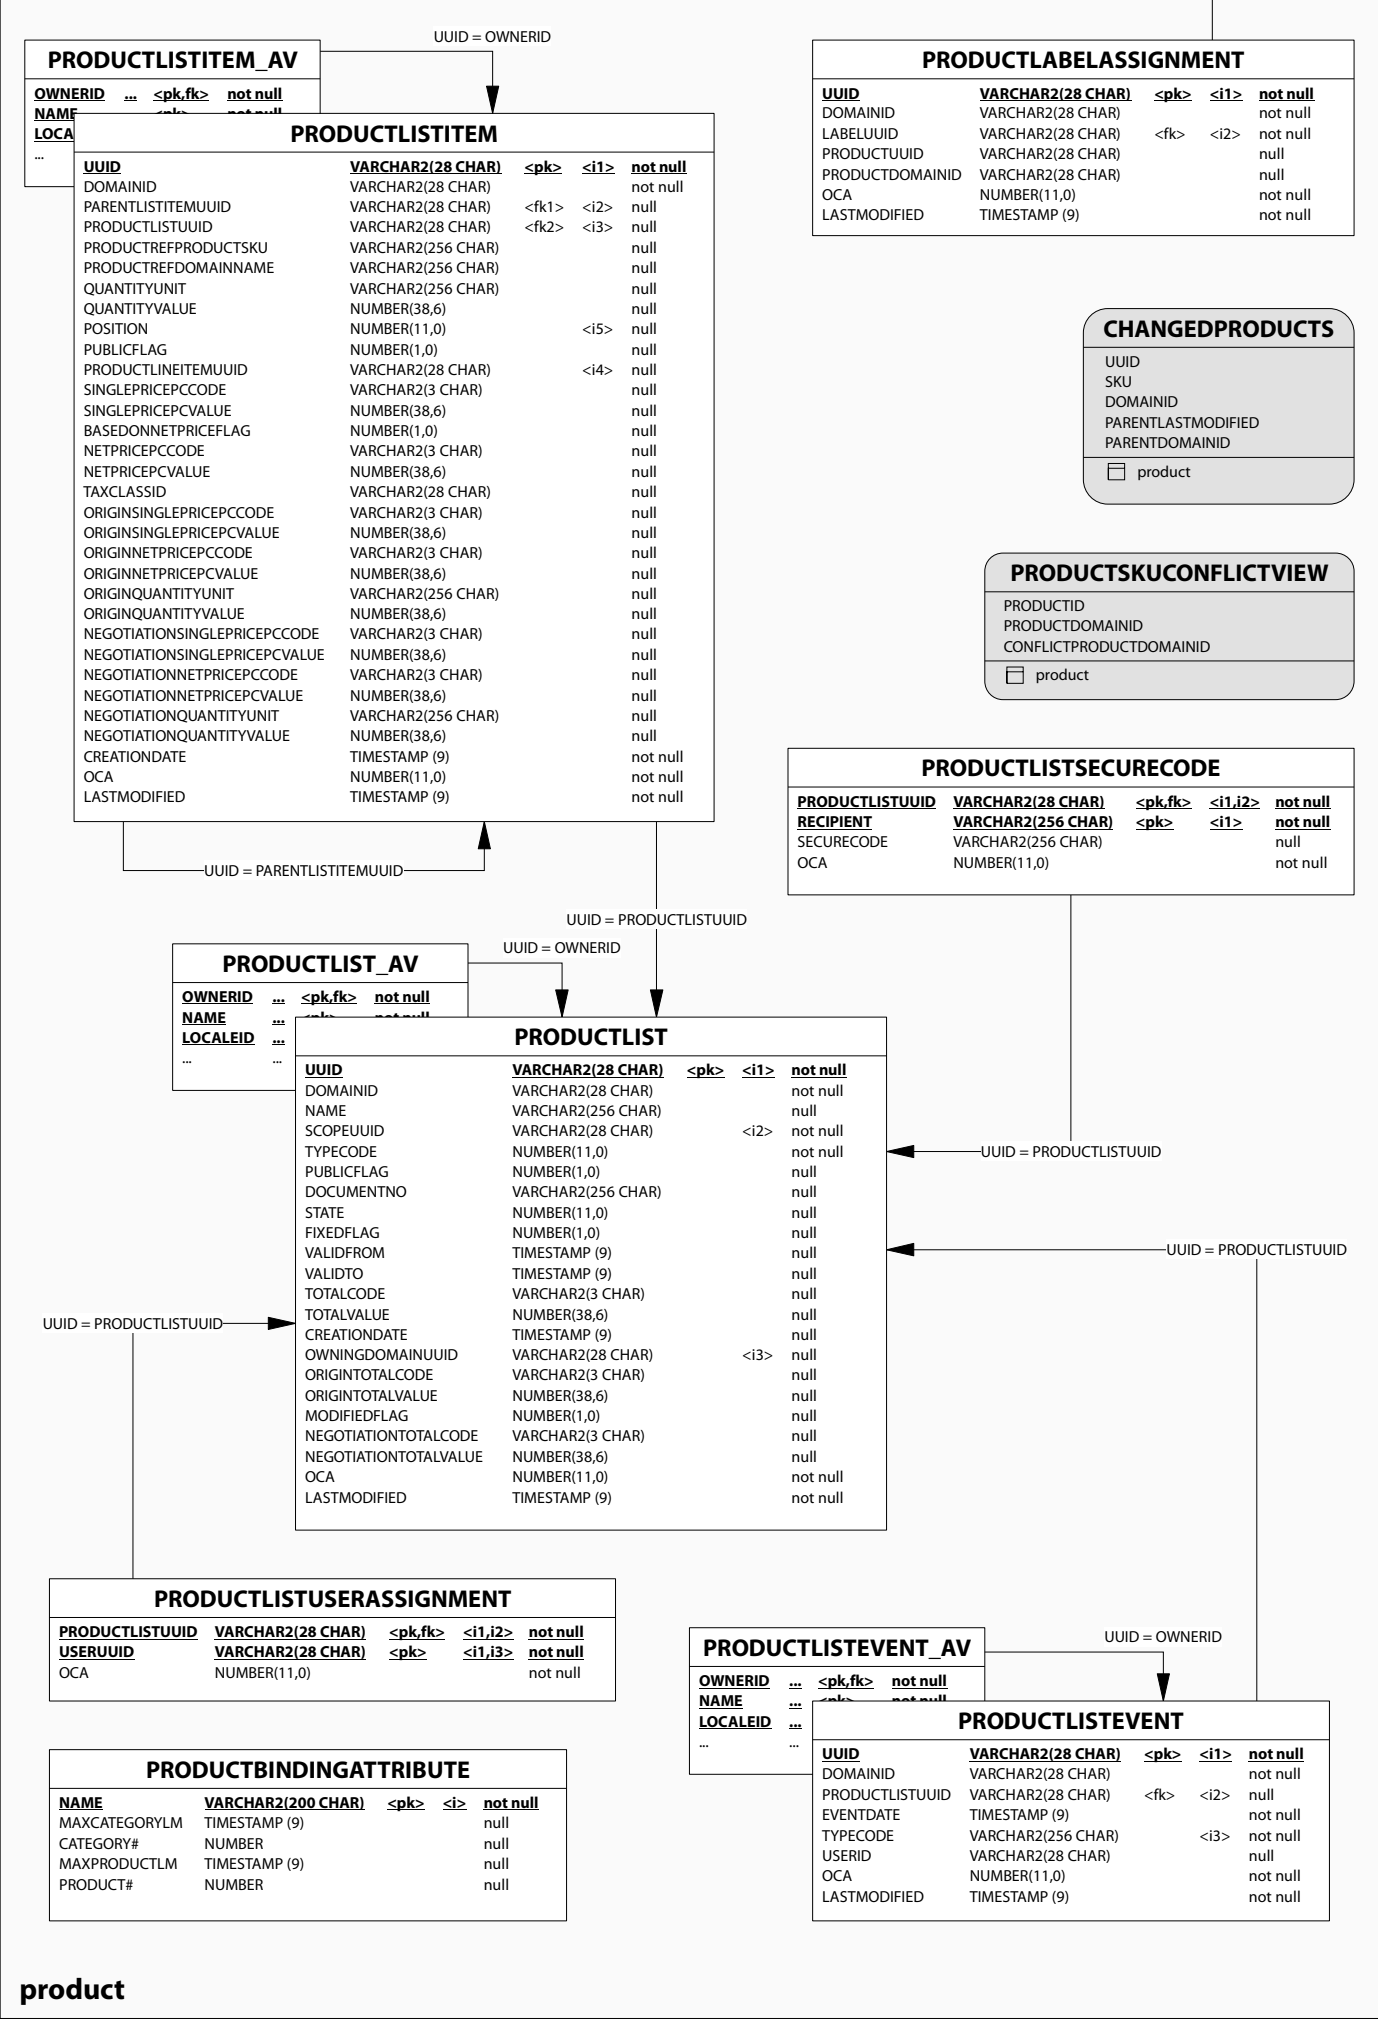 UUID = OWNERID
PRODUCTLISTITEM_AV
OWNERID ... <pk,fk> not null
NAME
LOCA
...
PRODUCTLISTITEM
UUID VARCHAR2(28 CHAR) <pk> <i1> not null
DOMAINID VARCHAR2(28 CHAR) not null
PARENTLISTITEMUUID VARCHAR2(28 CHAR) <fk1> <i2> null
PRODUCTLISTUUID VARCHAR2(28 CHAR) <fk2> <i3> null
PRODUCTREFPRODUCTSKU VARCHAR2(256 CHAR) null
PRODUCTREFDOMAINNAME VARCHAR2(256 CHAR) null
QUANTITYUNIT VARCHAR2(256 CHAR) null
QUANTITYVALUE NUMBER(38,6) null
POSITION NUMBER(11,0) <i5> null
PUBLICFLAG NUMBER(1,0) null
PRODUCTLINEITEMUUID VARCHAR2(28 CHAR) <i4> null
SINGLEPRICEPCCODE VARCHAR2(3 CHAR) null
SINGLEPRICEPCVALUE NUMBER(38,6) null
BASEDONNETPRICEFLAG NUMBER(1,0) null
NETPRICEPCCODE VARCHAR2(3 CHAR) null
NETPRICEPCVALUE NUMBER(38,6) null
TAXCLASSID VARCHAR2(28 CHAR) null
ORIGINSINGLEPRICEPCCODE VARCHAR2(3 CHAR) null
ORIGINSINGLEPRICEPCVALUE NUMBER(38,6) null
ORIGINNETPRICEPCCODE VARCHAR2(3 CHAR) null
ORIGINNETPRICEPCVALUE NUMBER(38,6) null
ORIGINQUANTITYUNIT VARCHAR2(256 CHAR) null
ORIGINQUANTITYVALUE NUMBER(38,6) null
NEGOTIATIONSINGLEPRICEPCCODE VARCHAR2(3 CHAR) null
NEGOTIATIONSINGLEPRICEPCVALUE NUMBER(38,6) null
NEGOTIATIONNETPRICEPCCODE VARCHAR2(3 CHAR) null
NEGOTIATIONNETPRICEPCVALUE NUMBER(38,6) null
NEGOTIATIONQUANTITYUNIT VARCHAR2(256 CHAR) null
NEGOTIATIONQUANTITYVALUE NUMBER(38,6) null
CREATIONDATE TIMESTAMP (9) not null
OCA NUMBER(11,0) not null
LASTMODIFIED TIMESTAMP (9) not null
UUID = PARENTLISTITEMUUID
UUID = PRODUCTLISTUUID
PRODUCTLABELASSIGNMENT
UUID VARCHAR2(28 CHAR) <pk> <i1> not null
DOMAINID VARCHAR2(28 CHAR) not null
LABELUUID VARCHAR2(28 CHAR) <fk> <i2> not null
PRODUCTUUID VARCHAR2(28 CHAR) null
PRODUCTDOMAINID VARCHAR2(28 CHAR) null
OCA NUMBER(11,0) not null
LASTMODIFIED TIMESTAMP (9) not null
CHANGEDPRODUCTS
UUID
SKU
DOMAINID
PARENTLASTMODIFIED
PARENTDOMAINID
product
PRODUCTSKUCONFLICTVIEW
PRODUCTID
PRODUCTDOMAINID
CONFLICTPRODUCTDOMAINID
product
PRODUCTLISTSECURECODE
PRODUCTLISTUUID VARCHAR2(28 CHAR) <pk,fk> <i1,i2> not null
RECIPIENT VARCHAR2(256 CHAR) <pk> <i1> not null
SECURECODE VARCHAR2(256 CHAR) null
OCA NUMBER(11,0) not null
UUID = OWNERID
PRODUCTLIST_AV
OWNERID ... <pk,fk> not null
NAME ... <pk> not null
LOCALEID ...
... ...
PRODUCTLIST
UUID VARCHAR2(28 CHAR) <pk> <i1> not null
DOMAINID VARCHAR2(28 CHAR) not null
NAME VARCHAR2(256 CHAR) null
SCOPEUUID VARCHAR2(28 CHAR) <i2> not null
TYPECODE NUMBER(11,0) not null
PUBLICFLAG NUMBER(1,0) null
DOCUMENTNO VARCHAR2(256 CHAR) null
STATE NUMBER(11,0) null
FIXEDFLAG NUMBER(1,0) null
VALIDFROM TIMESTAMP (9) null
VALIDTO TIMESTAMP (9) null
TOTALCODE VARCHAR2(3 CHAR) null
TOTALVALUE NUMBER(38,6) null
CREATIONDATE TIMESTAMP (9) null
OWNINGDOMAINUUID VARCHAR2(28 CHAR) <i3> null
ORIGINTOTALCODE VARCHAR2(3 CHAR) null
ORIGINTOTALVALUE NUMBER(38,6) null
MODIFIEDFLAG NUMBER(1,0) null
NEGOTIATIONTOTALCODE VARCHAR2(3 CHAR) null
NEGOTIATIONTOTALVALUE NUMBER(38,6) null
OCA NUMBER(11,0) not null
LASTMODIFIED TIMESTAMP (9) not null
UUID = PRODUCTLISTUUID
UUID = PRODUCTLISTUUID
UUID = PRODUCTLISTUUID
PRODUCTLISTUSERASSIGNMENT
PRODUCTLISTUUID VARCHAR2(28 CHAR) <pk,fk> <i1,i2> not null
USERUUID VARCHAR2(28 CHAR) <pk> <i1,i3> not null
OCA NUMBER(11,0) not null
PRODUCTBINDINGATTRIBUTE
NAME VARCHAR2(200 CHAR) <pk> <i> not null
MAXCATEGORYLM TIMESTAMP (9) null
CATEGORY# NUMBER null
MAXPRODUCTLM TIMESTAMP (9) null
PRODUCT# NUMBER null
UUID = OWNERID
PRODUCTLISTEVENT_AV
OWNERID ... <pk,fk> not null
NAME ...
LOCALEID ...
... ...
PRODUCTLISTEVENT
UUID VARCHAR2(28 CHAR) <pk> <i1> not null
DOMAINID VARCHAR2(28 CHAR) not null
PRODUCTLISTUUID VARCHAR2(28 CHAR) <fk> <i2> null
EVENTDATE TIMESTAMP (9) not null
TYPECODE VARCHAR2(256 CHAR) <i3> not null
USERID VARCHAR2(28 CHAR) null
OCA NUMBER(11,0) not null
LASTMODIFIED TIMESTAMP (9) not null
product